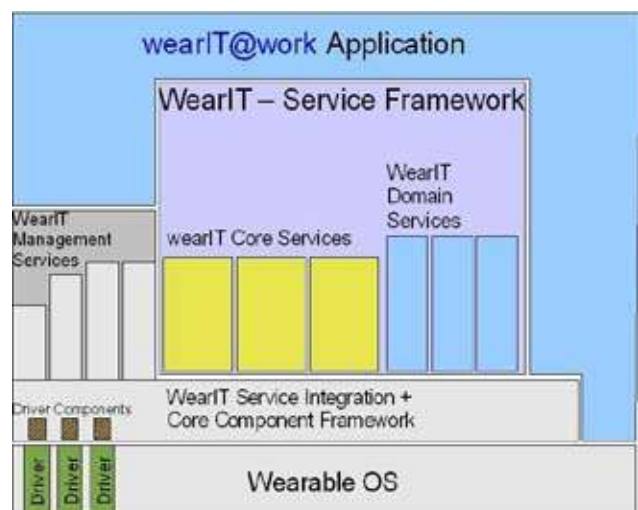 wearIT@work Application
WearIT – Service Framework
WearIT
Domain
Services
WearIT
Management
Services
wearIT Core Services
WearIT Service Integration +
Core Component Framework
Driver Components
Driver
Driver
Driver
Wearable OS